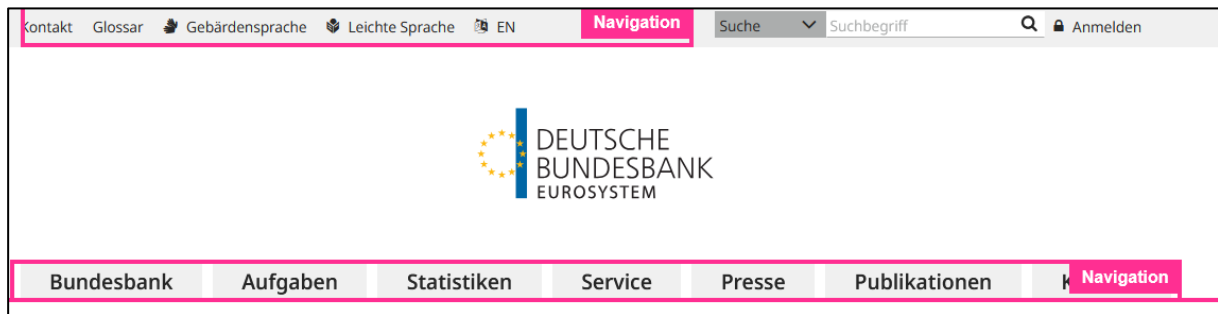 Kontakt Glossar Gebärdensprache Leichte Sprache EN Navigation Suche Suchbegriff Anmelden
DEUTSCHE
BUNDESBANK
EUROSYSTEM
Bundesbank Aufgaben Statistiken Service Presse Publikationen Navigation